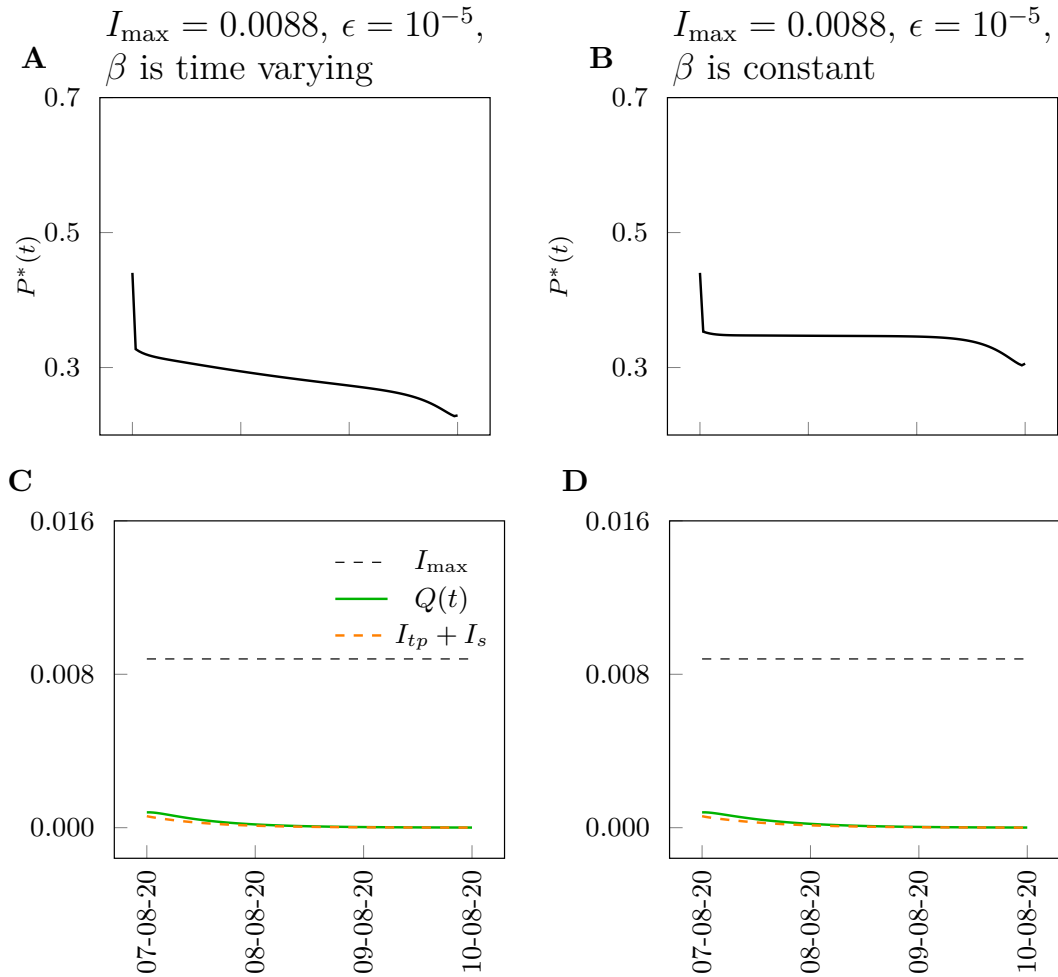 I_max = 0.0088, ϵ = 10^−5,
A
β is time varying
0.7
0.5
0.3
P*(t)
I_max = 0.0088, ϵ = 10^−5,
B
β is constant
0.7
0.5
0.3
P*(t)
C
0.016
0.008
0.000
I_max
Q(t)
I_tp + I_s
07-08-20
08-08-20
09-08-20
10-08-20
D
0.016
0.008
0.000
07-08-20
08-08-20
09-08-20
10-08-20